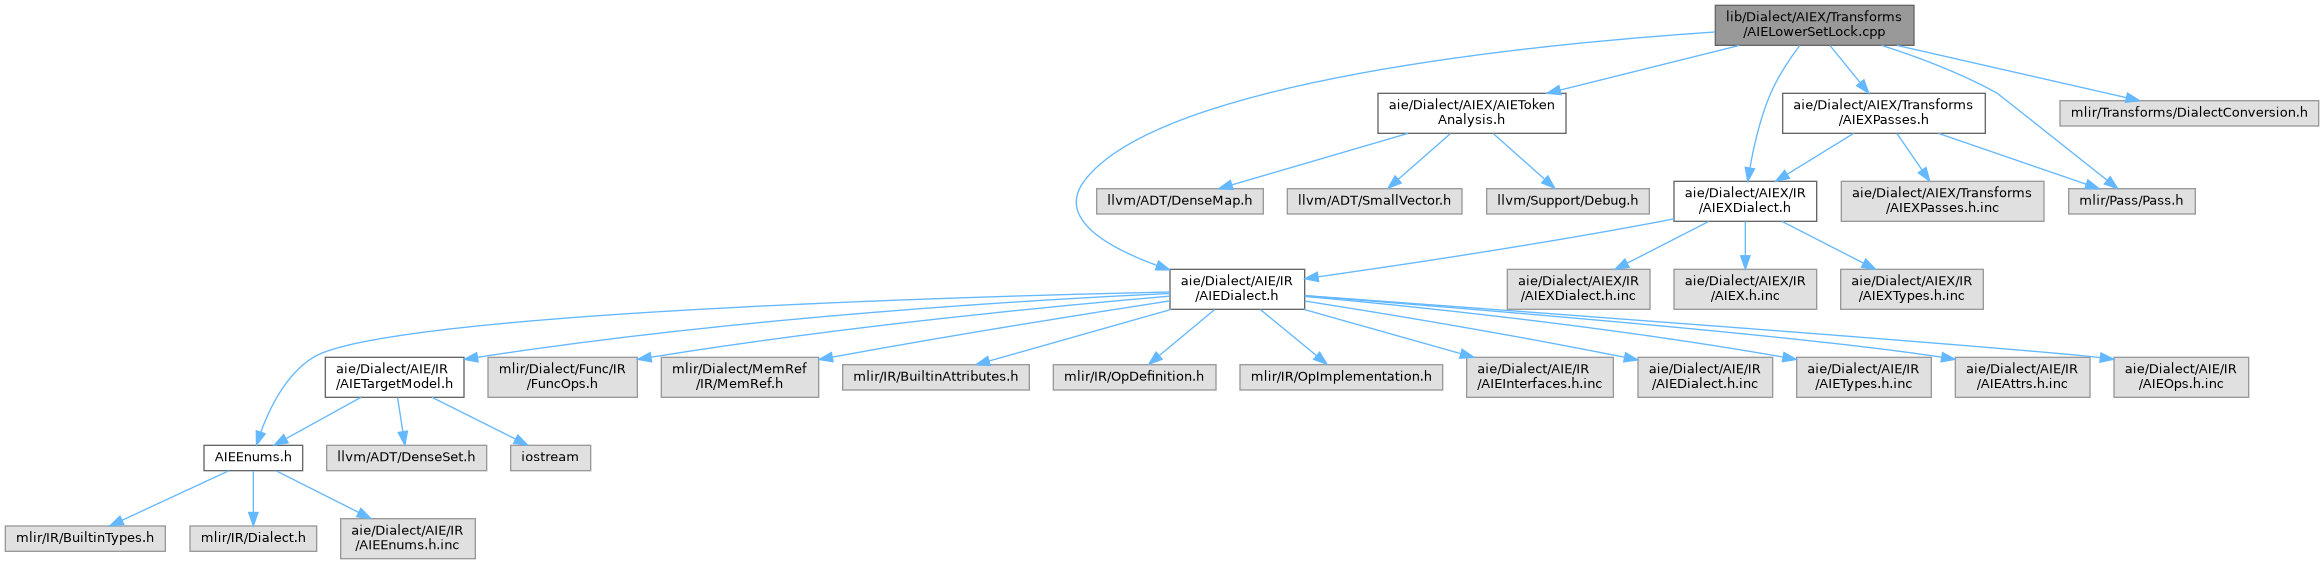 lib/Dialect/AIEX/Transforms
/AIELowerSetLock.cpp
aie/Dialect/AIEX/AIEToken
Analysis.h
aie/Dialect/AIEX/Transforms
/AIEXPasses.h
mlir/Transforms/DialectConversion.h
llvm/ADT/DenseMap.h
llvm/ADT/SmallVector.h
llvm/Support/Debug.h
aie/Dialect/AIEX/IR
/AIEXDialect.h
aie/Dialect/AIEX/Transforms
/AIEXPasses.h.inc
mlir/Pass/Pass.h
aie/Dialect/AIE/IR
/AIEDialect.h
aie/Dialect/AIEX/IR
/AIEXDialect.h.inc
aie/Dialect/AIEX/IR
/AIEX.h.inc
aie/Dialect/AIEX/IR
/AIEXTypes.h.inc
aie/Dialect/AIE/IR
/AIETargetModel.h
mlir/Dialect/Func/IR
/FuncOps.h
mlir/Dialect/MemRef
/IR/MemRef.h
mlir/IR/BuiltinAttributes.h
mlir/IR/OpDefinition.h
mlir/IR/OpImplementation.h
aie/Dialect/AIE/IR
/AIEInterfaces.h.inc
aie/Dialect/AIE/IR
/AIEDialect.h.inc
aie/Dialect/AIE/IR
/AIETypes.h.inc
aie/Dialect/AIE/IR
/AIEAttrs.h.inc
aie/Dialect/AIE/IR
/AIEOps.h.inc
AIEEnums.h
llvm/ADT/DenseSet.h
iostream
mlir/IR/BuiltinTypes.h
mlir/IR/Dialect.h
aie/Dialect/AIE/IR
/AIEEnums.h.inc